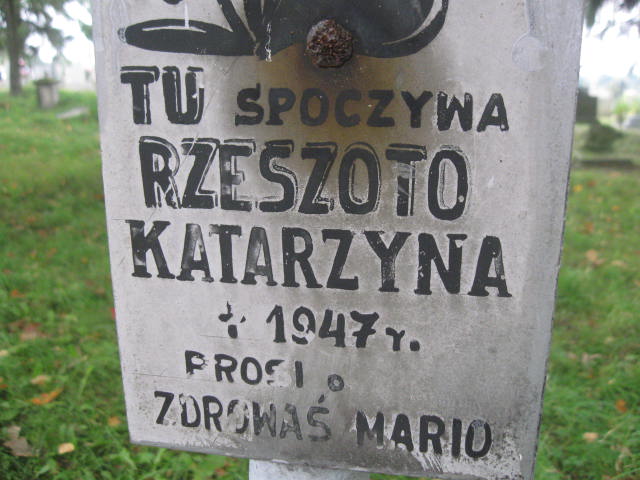 TU SPOCZYWA
RZESZOTO
KATARZYNA
† 1947 r.
PROSI o
ZDROWAŚ MARIO